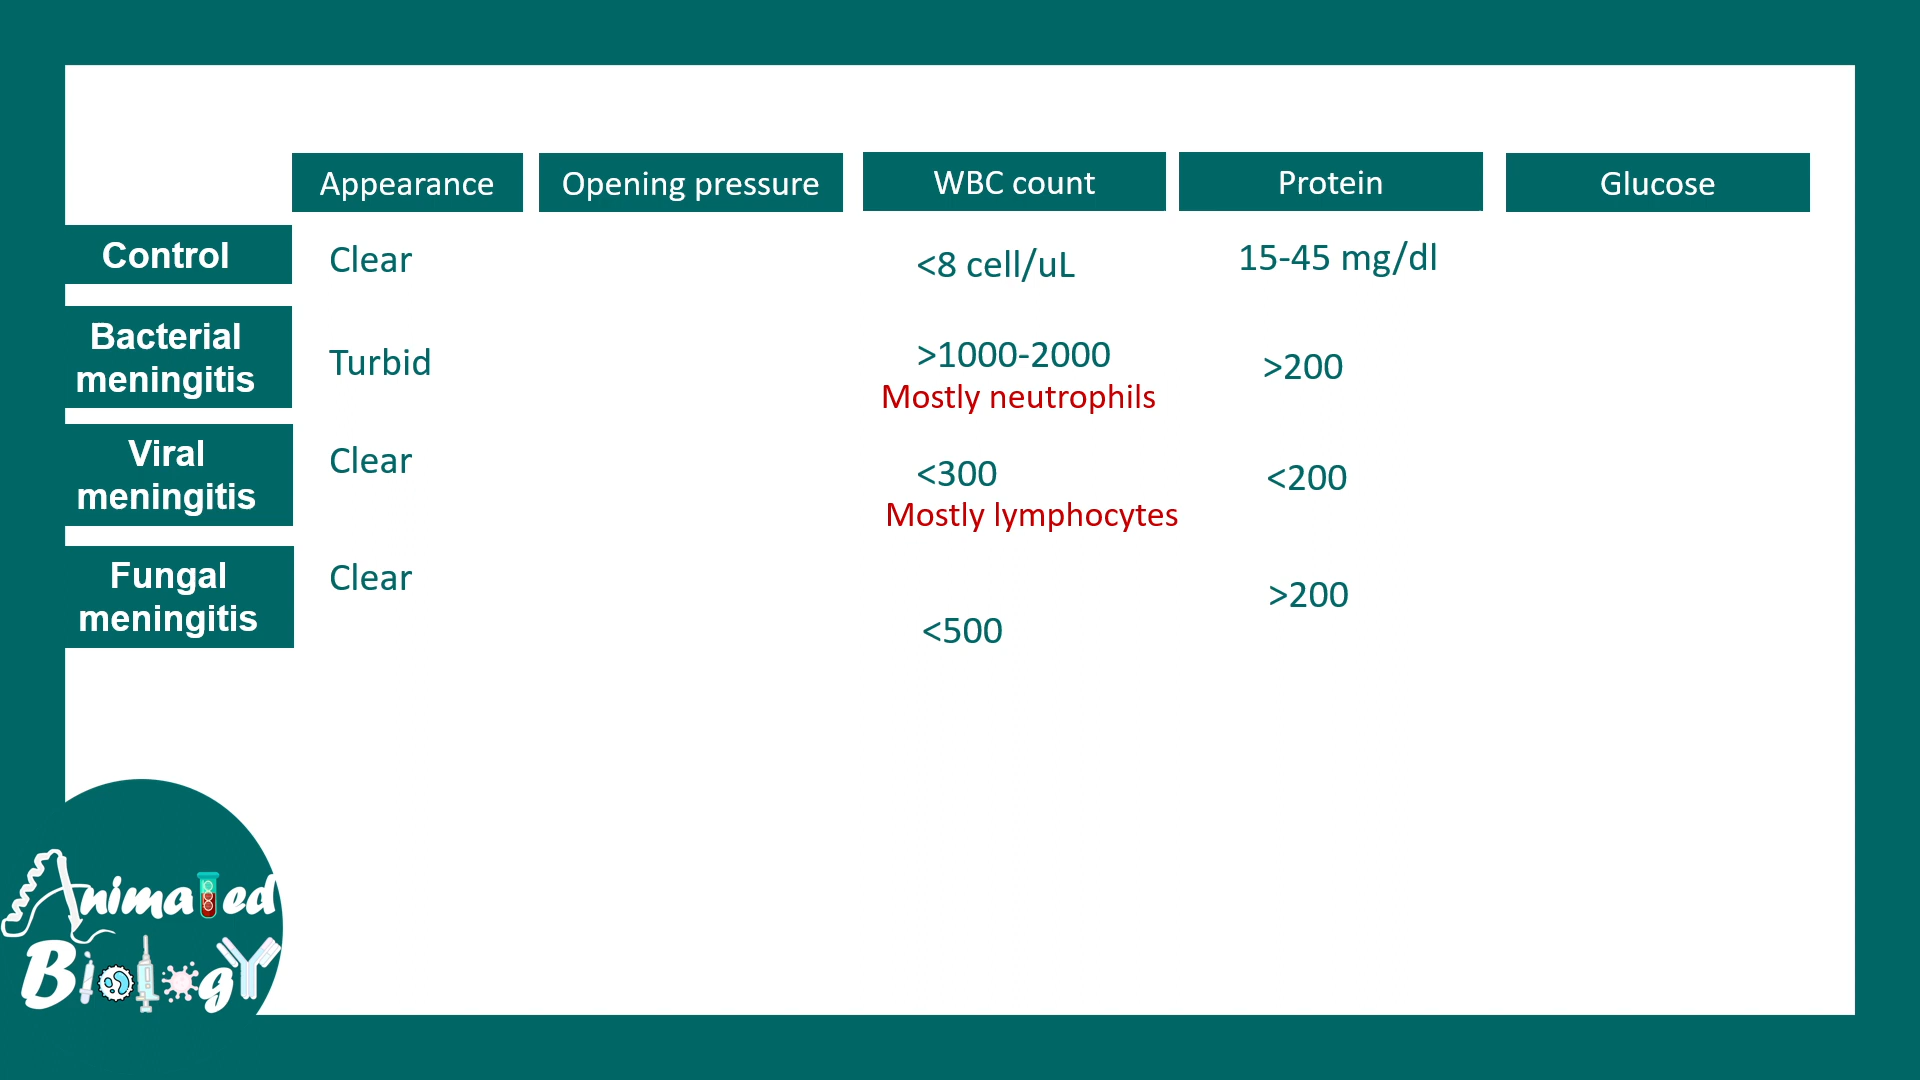 Appearance Opening pressure WBC count Protein Glucose
Control Clear <8 cell/uL 15-45 mg/dl
Bacterial
meningitis Turbid >1000-2000 >200
Mostly neutrophils
Viral
meningitis Clear <300 <200
Mostly lymphocytes
Fungal
meningitis Clear <500 >200
Animated
Biology